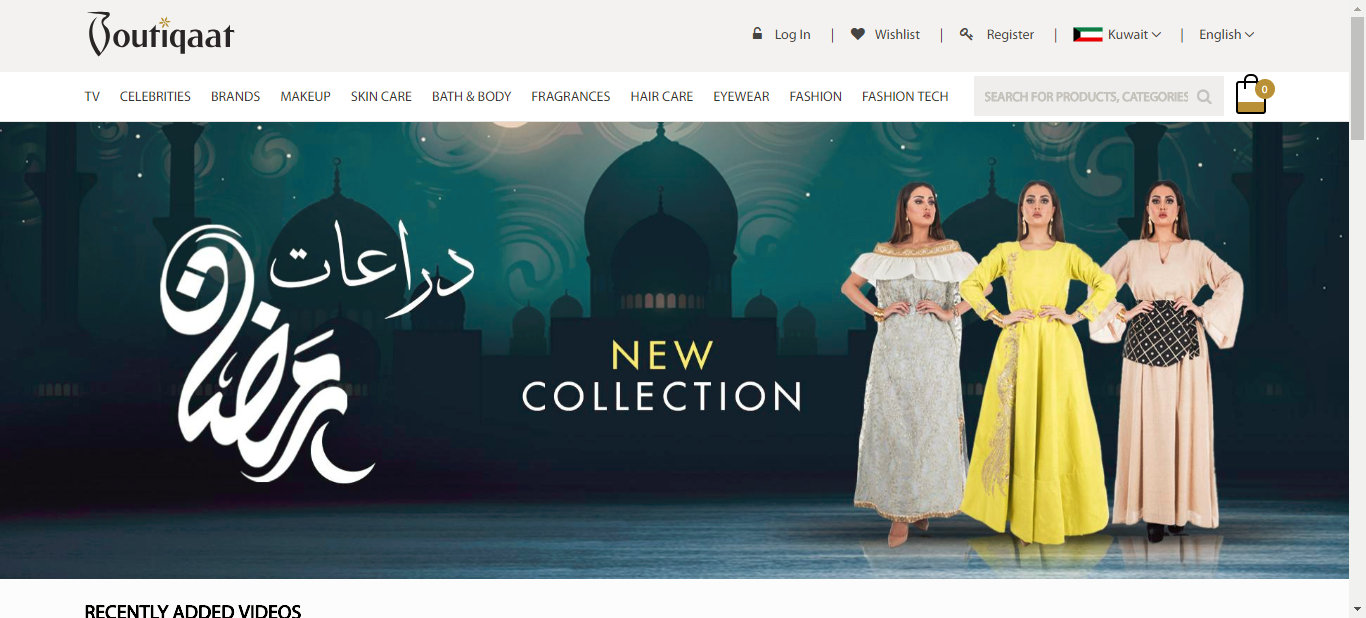 Boutiqaat
Log In | Wishlist | Register | Kuwait | English
TV CELEBRITIES BRANDS MAKEUP SKIN CARE BATH & BODY FRAGRANCES HAIR CARE EYEWEAR FASHION FASHION TECH SEARCH FOR PRODUCTS, CATEGORIES 0
دراعات
رمضان
NEW
COLLECTION
RECENTLY ADDED VIDEOS